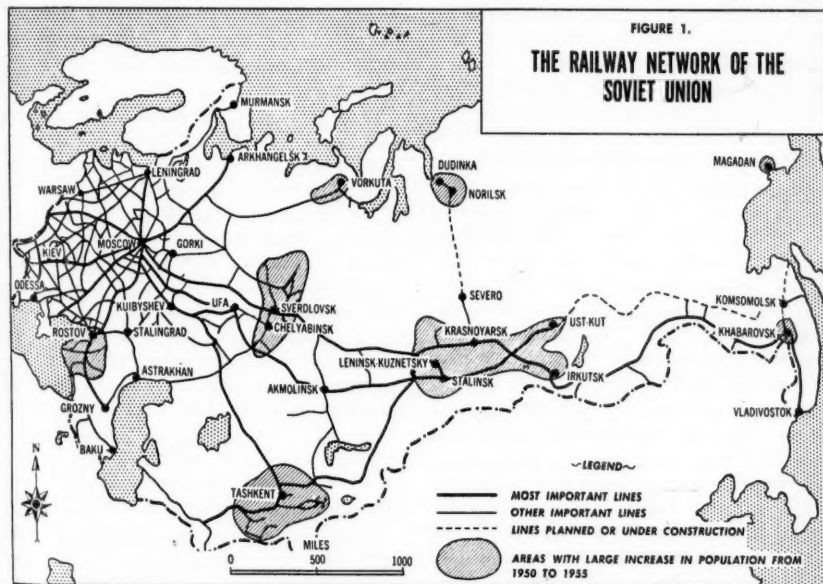 FIGURE 1.
THE RAILWAY NETWORK OF THE
SOVIET UNION
MURMANSK
ARKHANGELSK
LENINGRAD
WARSAW
VORKUTA
DUDINKA
NORILSK
MAGADAN
MOSCOW
GORKI
KIEV
ODESSA
KUIBYSHEV
UFA
SVERDLOVSK
CHELYABINSK
SEVERO
KRASNOYARSK
UST-KUT
KOMSOMOLSK
KHABAROVSK
ROSTOV
STALINGRAD
LENINSK-KUZNETSKY
STALINSK
IRKUTSK
ASTRAKHAN
AKMOLINSK
VLADIVOSTOK
GROZNY
BAKU
N
TASHKENT
MILES
0 500 1000
LEGEND
MOST IMPORTANT LINES
OTHER IMPORTANT LINES
LINES PLANNED OR UNDER CONSTRUCTION
AREAS WITH LARGE INCREASE IN POPULATION FROM
1950 TO 1955